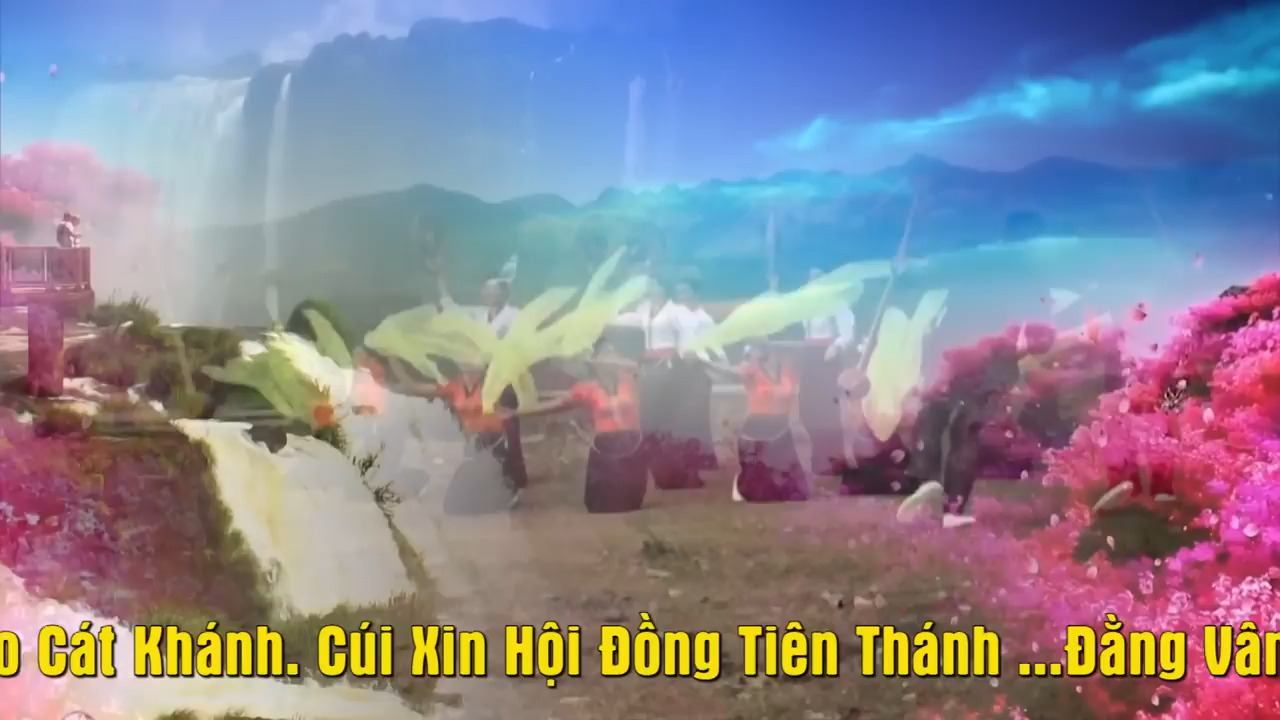 o Cát Khánh. Cúi Xin Hội Đồng Tiên Thánh ...Đằng Vân